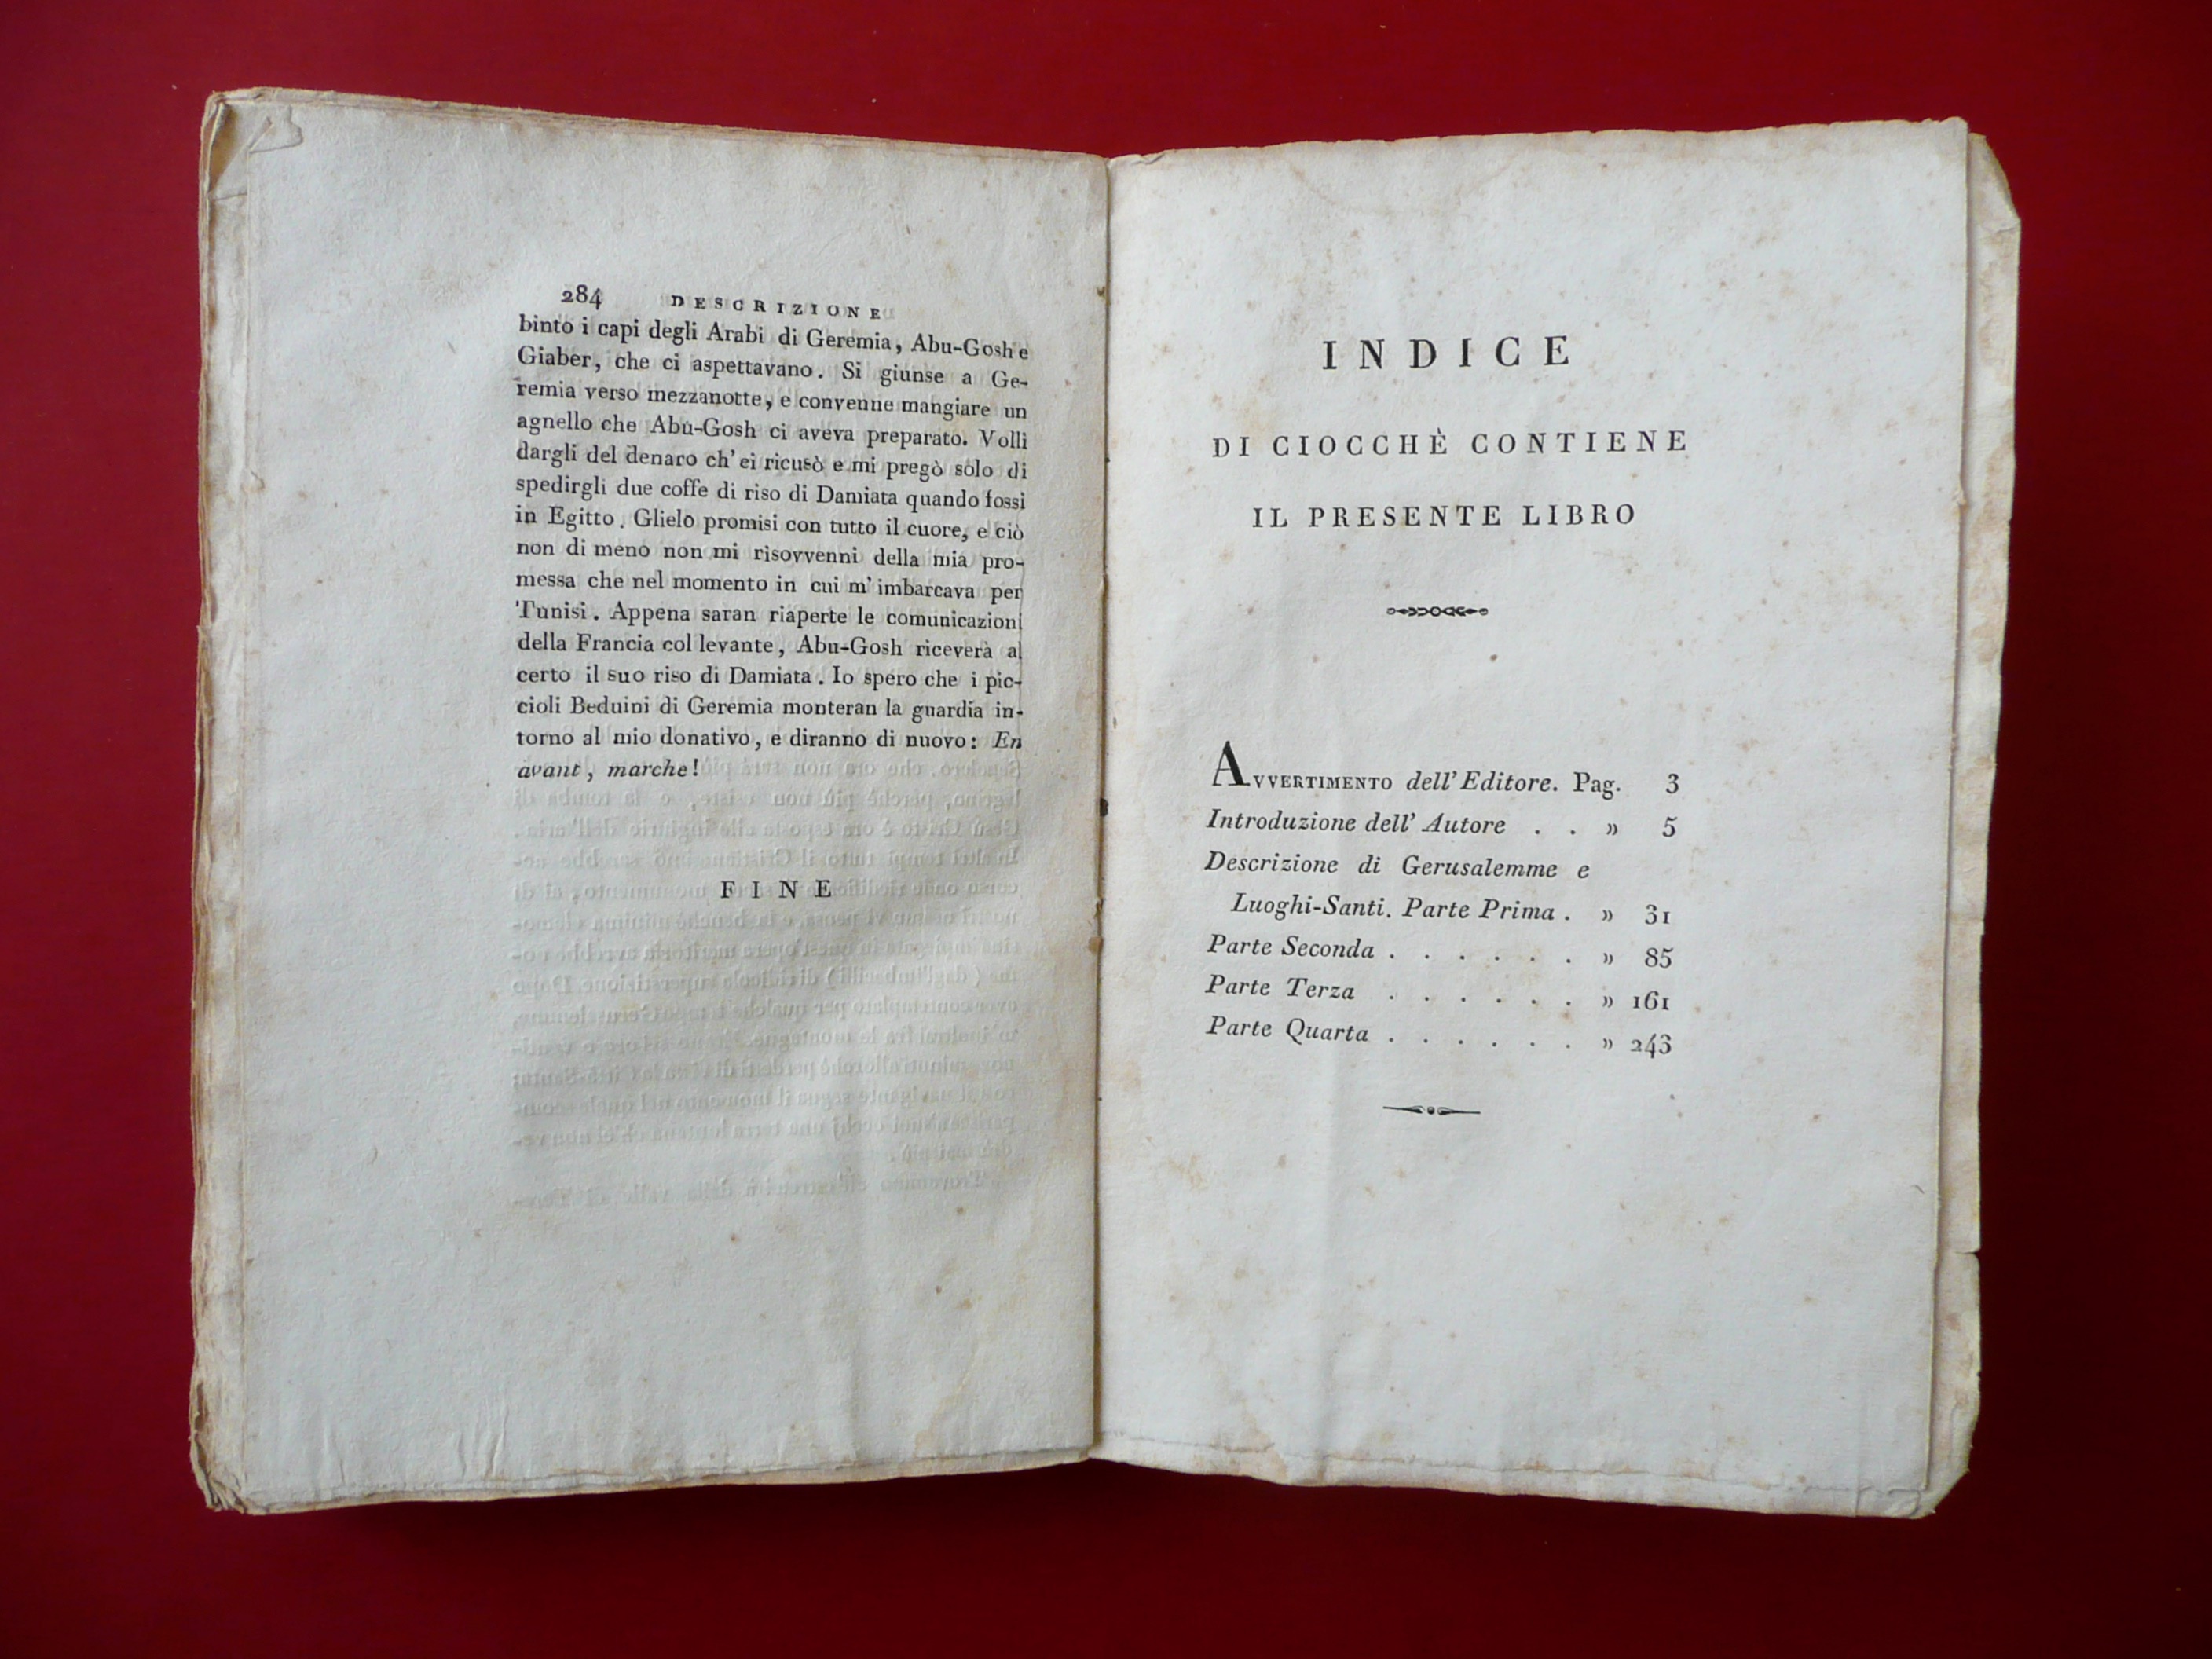 284 DESCRIZIONE
binto i capi degli Arabi di Geremia, Abu-Gosh e
Giaber, che ci aspettavano. Si giunse a Ge-
remia verso mezzanotte, e convenne mangiare un
agnello che Abu-Gosh ci aveva preparato. Volli
dargli del denaro ch' ei ricusò e mi pregò solo di
spedirgli due coffe di riso di Damiata quando fossi
in Egitto. Glielo promisi con tutto il cuore, e ciò
non di meno non mi risovvenni della mia pro-
messa che nel momento in cui m' imbarcava per
Tunisi. Appena saran riaperte le comunicazioni
della Francia col levante, Abu-Gosh riceverà al
certo il suo riso di Damiata. Io spero che i pic-
cioli Beduini di Geremia monteran la guardia in-
torno al mio donativo, e diranno di nuovo: En
avant, marche!
FINE
INDICE
DI CIOCCHÈ CONTIENE
IL PRESENTE LIBRO
AVVERTIMENTO dell' Editore. Pag. 3
Introduzione dell' Autore . . » 5
Descrizione di Gerusalemme e
Luoghi-Santi. Parte Prima . » 31
Parte Seconda . . . . . . » 85
Parte Terza . . . . . . » 161
Parte Quarta . . . . . . » 243